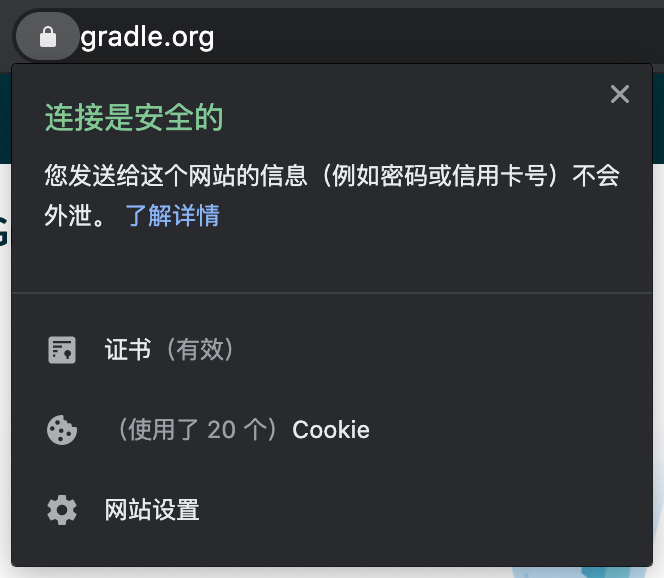 gradle.org
连接是安全的
您发送给这个网站的信息（例如密码或信用卡号）不会
外泄。 了解详情
证书（有效）
（使用了 20 个）Cookie
网站设置